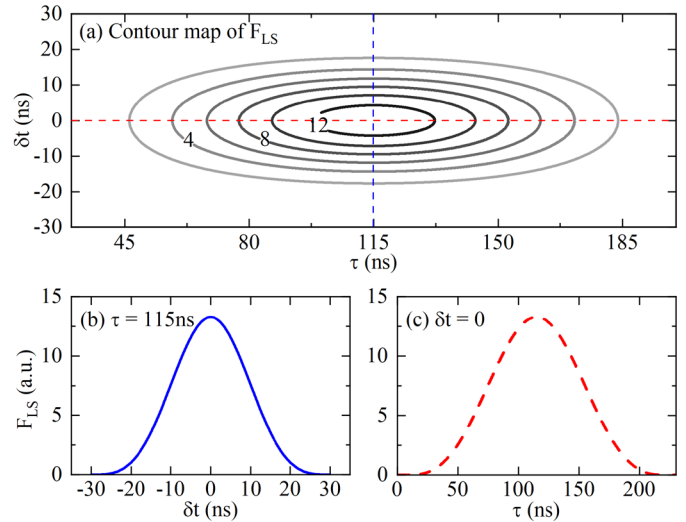 (a) Contour map of F_LS
30
20
10
0
-10
-20
-30
δt (ns)
12
8
4
45 80 115 150 185
τ (ns)
(b) τ = 115ns
15
10
5
0
F_LS (a.u.)
-30 -20 -10 0 10 20 30
δt (ns)
(c) δt = 0
15
10
5
0
0 50 100 150 200
τ (ns)